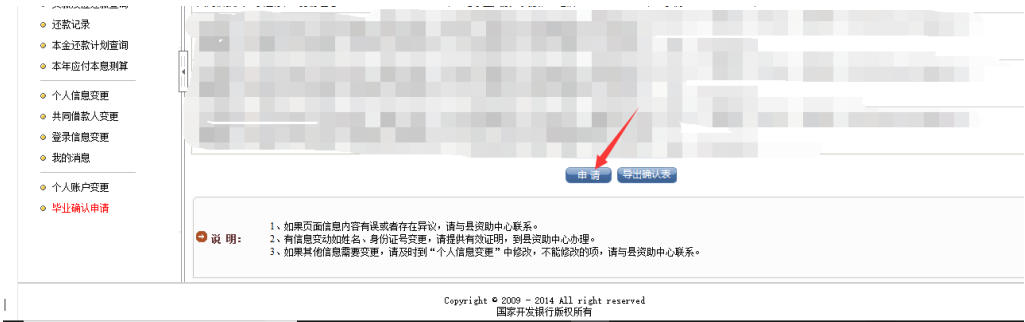 还款记录
本金还款计划查询
本年应付本息测算
个人信息变更
共同借款人变更
登录信息变更
我的消息
个人账户变更
毕业确认申请
申 请
导出确认表
说 明：
1、如果页面信息内容有误或者存在异议，请与县资助中心联系。
2、有信息变动如姓名、身份证号变更，请提供有效证明，到县资助中心办理。
3、如果其他信息需要变更，请及时到“个人信息变更”中修改，不能修改的项，请与县资助中心联系。
Copyright © 2009 - 2014 All right reserved
国家开发银行版权所有